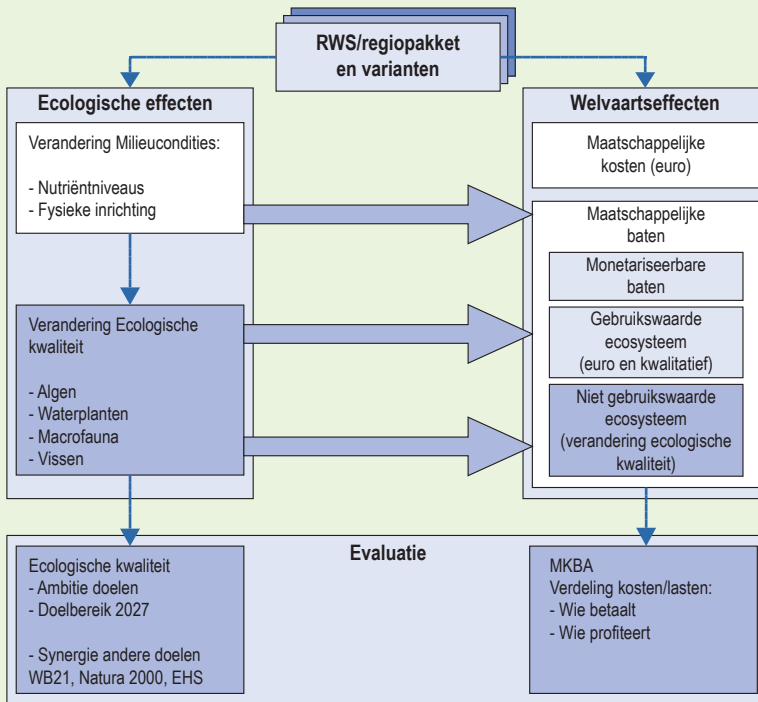 RWS/regiopakket
en varianten
Ecologische effecten
Verandering Milieucondities:
- Nutriëntniveaus
- Fysieke inrichting
Verandering Ecologische
kwaliteit
- Algen
- Waterplanten
- Macrofauna
- Vissen
Welvaartseffecten
Maatschappelijke
kosten (euro)
Maatschappelijke
baten
Monetariseerbare
baten
Gebruikswaarde
ecosysteem
(euro en kwalitatief)
Niet gebruikswaarde
ecosysteem
(verandering ecologische
kwaliteit)
Evaluatie
Ecologische kwaliteit
- Ambitie doelen
- Doelbereik 2027
- Synergie andere doelen
WB21, Natura 2000, EHS
MKBA
Verdeling kosten/lasten:
- Wie betaalt
- Wie profiteert